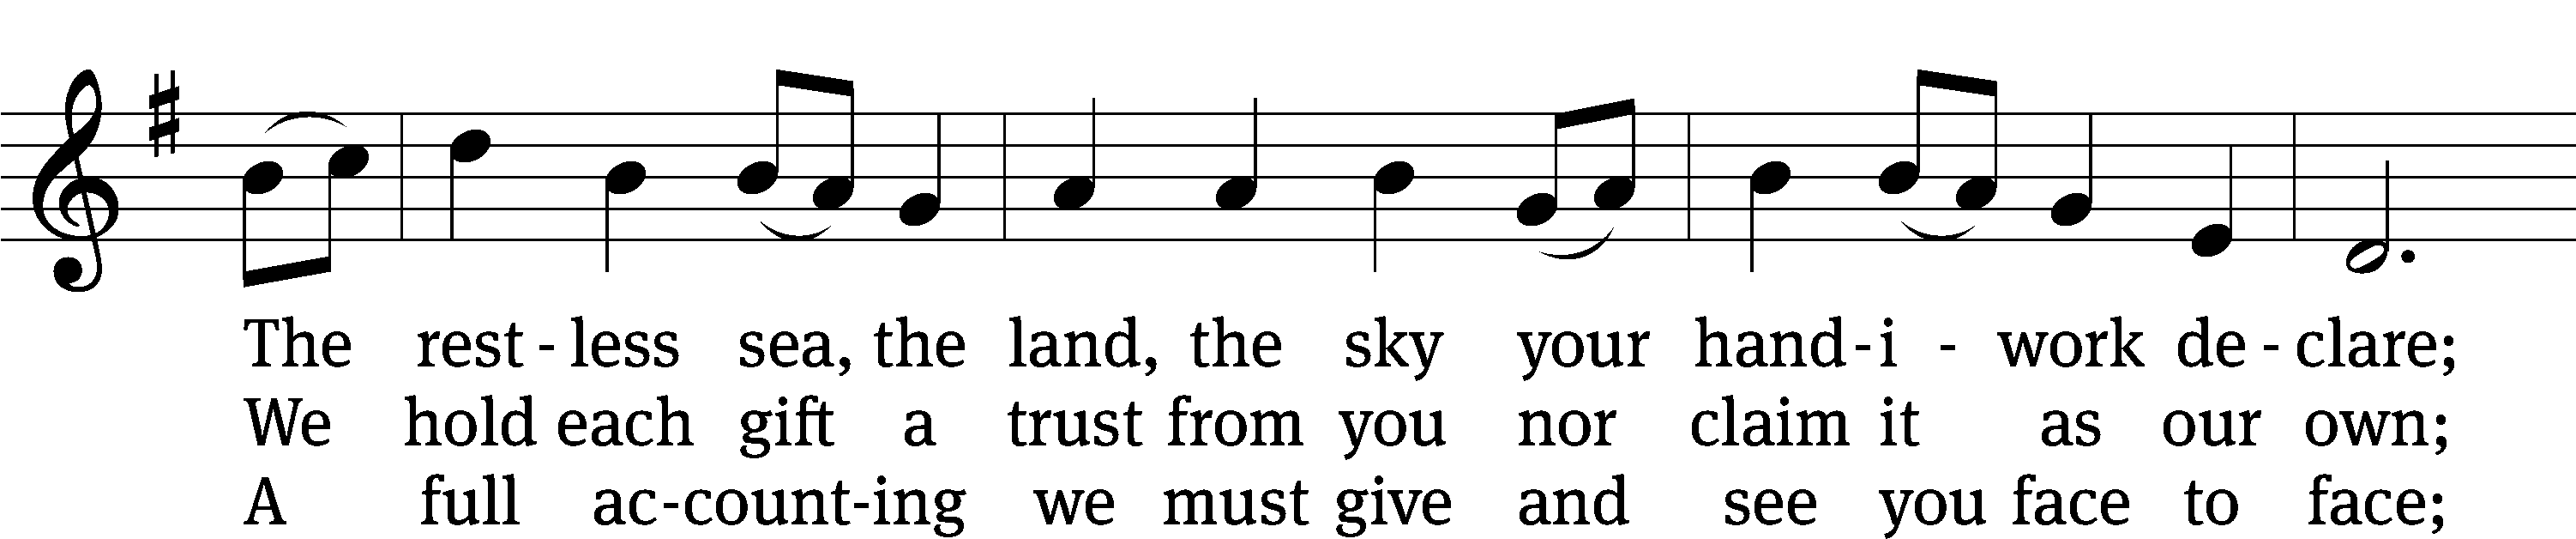 The rest - less sea, the land, the sky your hand - i - work de - clare;
We hold each gift a trust from you nor claim it as our own;
A full ac - count - ing we must give and see you face to face;